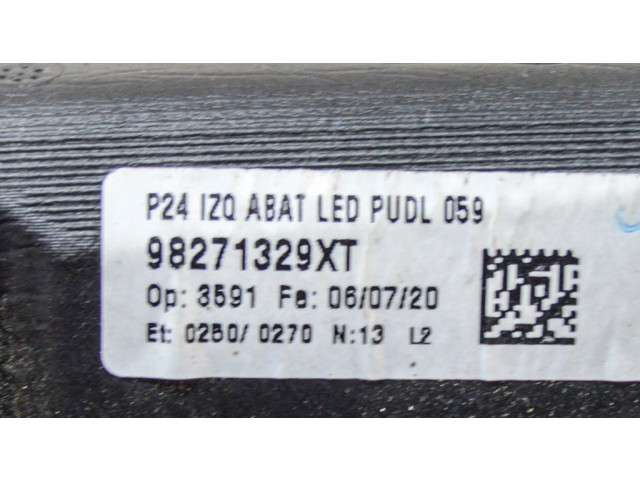 P24 IZQ ABAT LED PUDL 059
98271329XT
Op: 3591 Fe: 06/07/20
Et: 0250/ 0270 N:13 L2